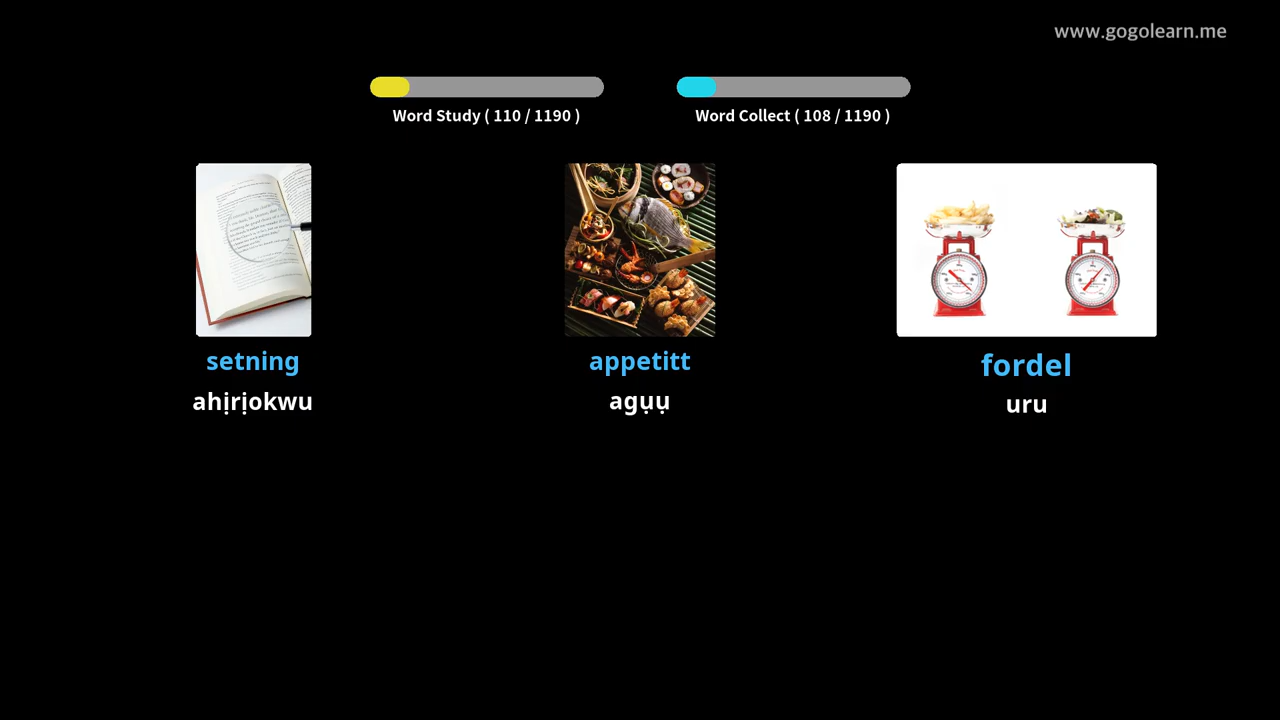 www.gogolearn.me
Word Study ( 110 / 1190 )
Word Collect ( 108 / 1190 )
setning
appetitt
fordel
ahịrịokwu
agụụ
uru